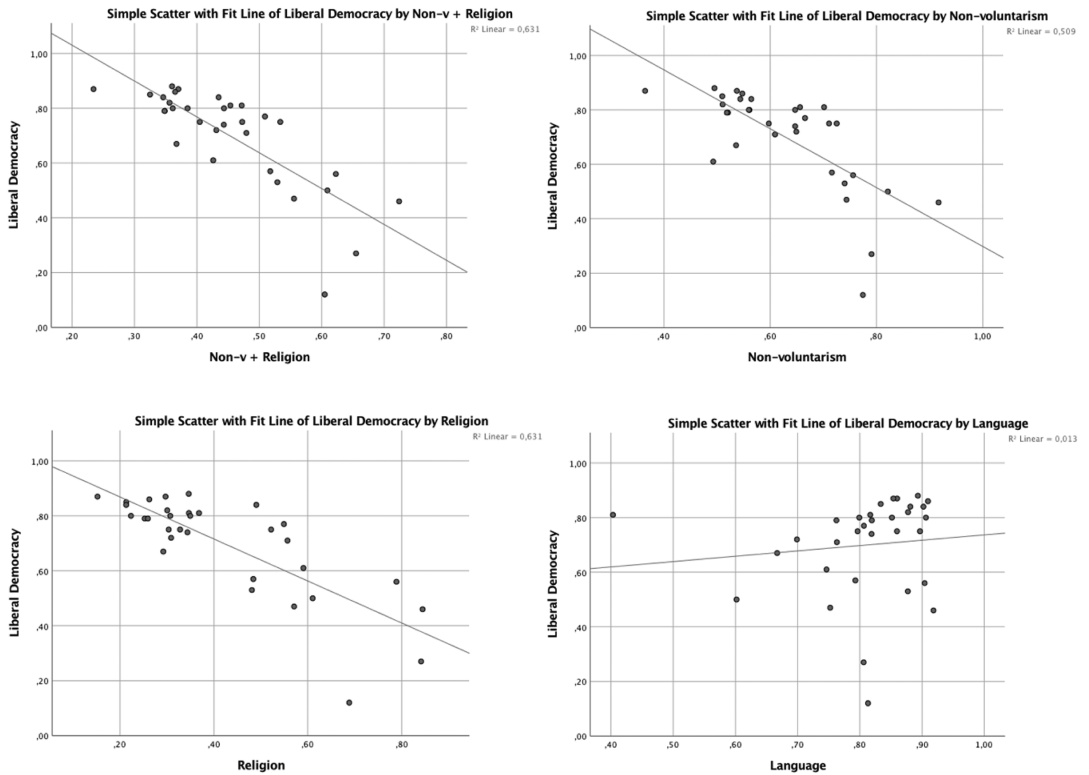 Simple Scatter with Fit Line of Liberal Democracy by Non-v + Religion
R² Linear = 0,631
Liberal Democracy
1,00
,80
,60
,40
,20
,00
,20
,30
,40
,50
,60
,70
,80
Non-v + Religion
Simple Scatter with Fit Line of Liberal Democracy by Non-voluntarism
R² Linear = 0,509
Liberal Democracy
1,00
,80
,60
,40
,20
,00
,40
,60
,80
1,00
Non-voluntarism
Simple Scatter with Fit Line of Liberal Democracy by Religion
R² Linear = 0,631
Liberal Democracy
1,00
,80
,60
,40
,20
,00
,20
,40
,60
,80
Religion
Simple Scatter with Fit Line of Liberal Democracy by Language
R² Linear = 0,013
Liberal Democracy
1,00
,80
,60
,40
,20
,00
,40
,50
,60
,70
,80
,90
1,00
Language